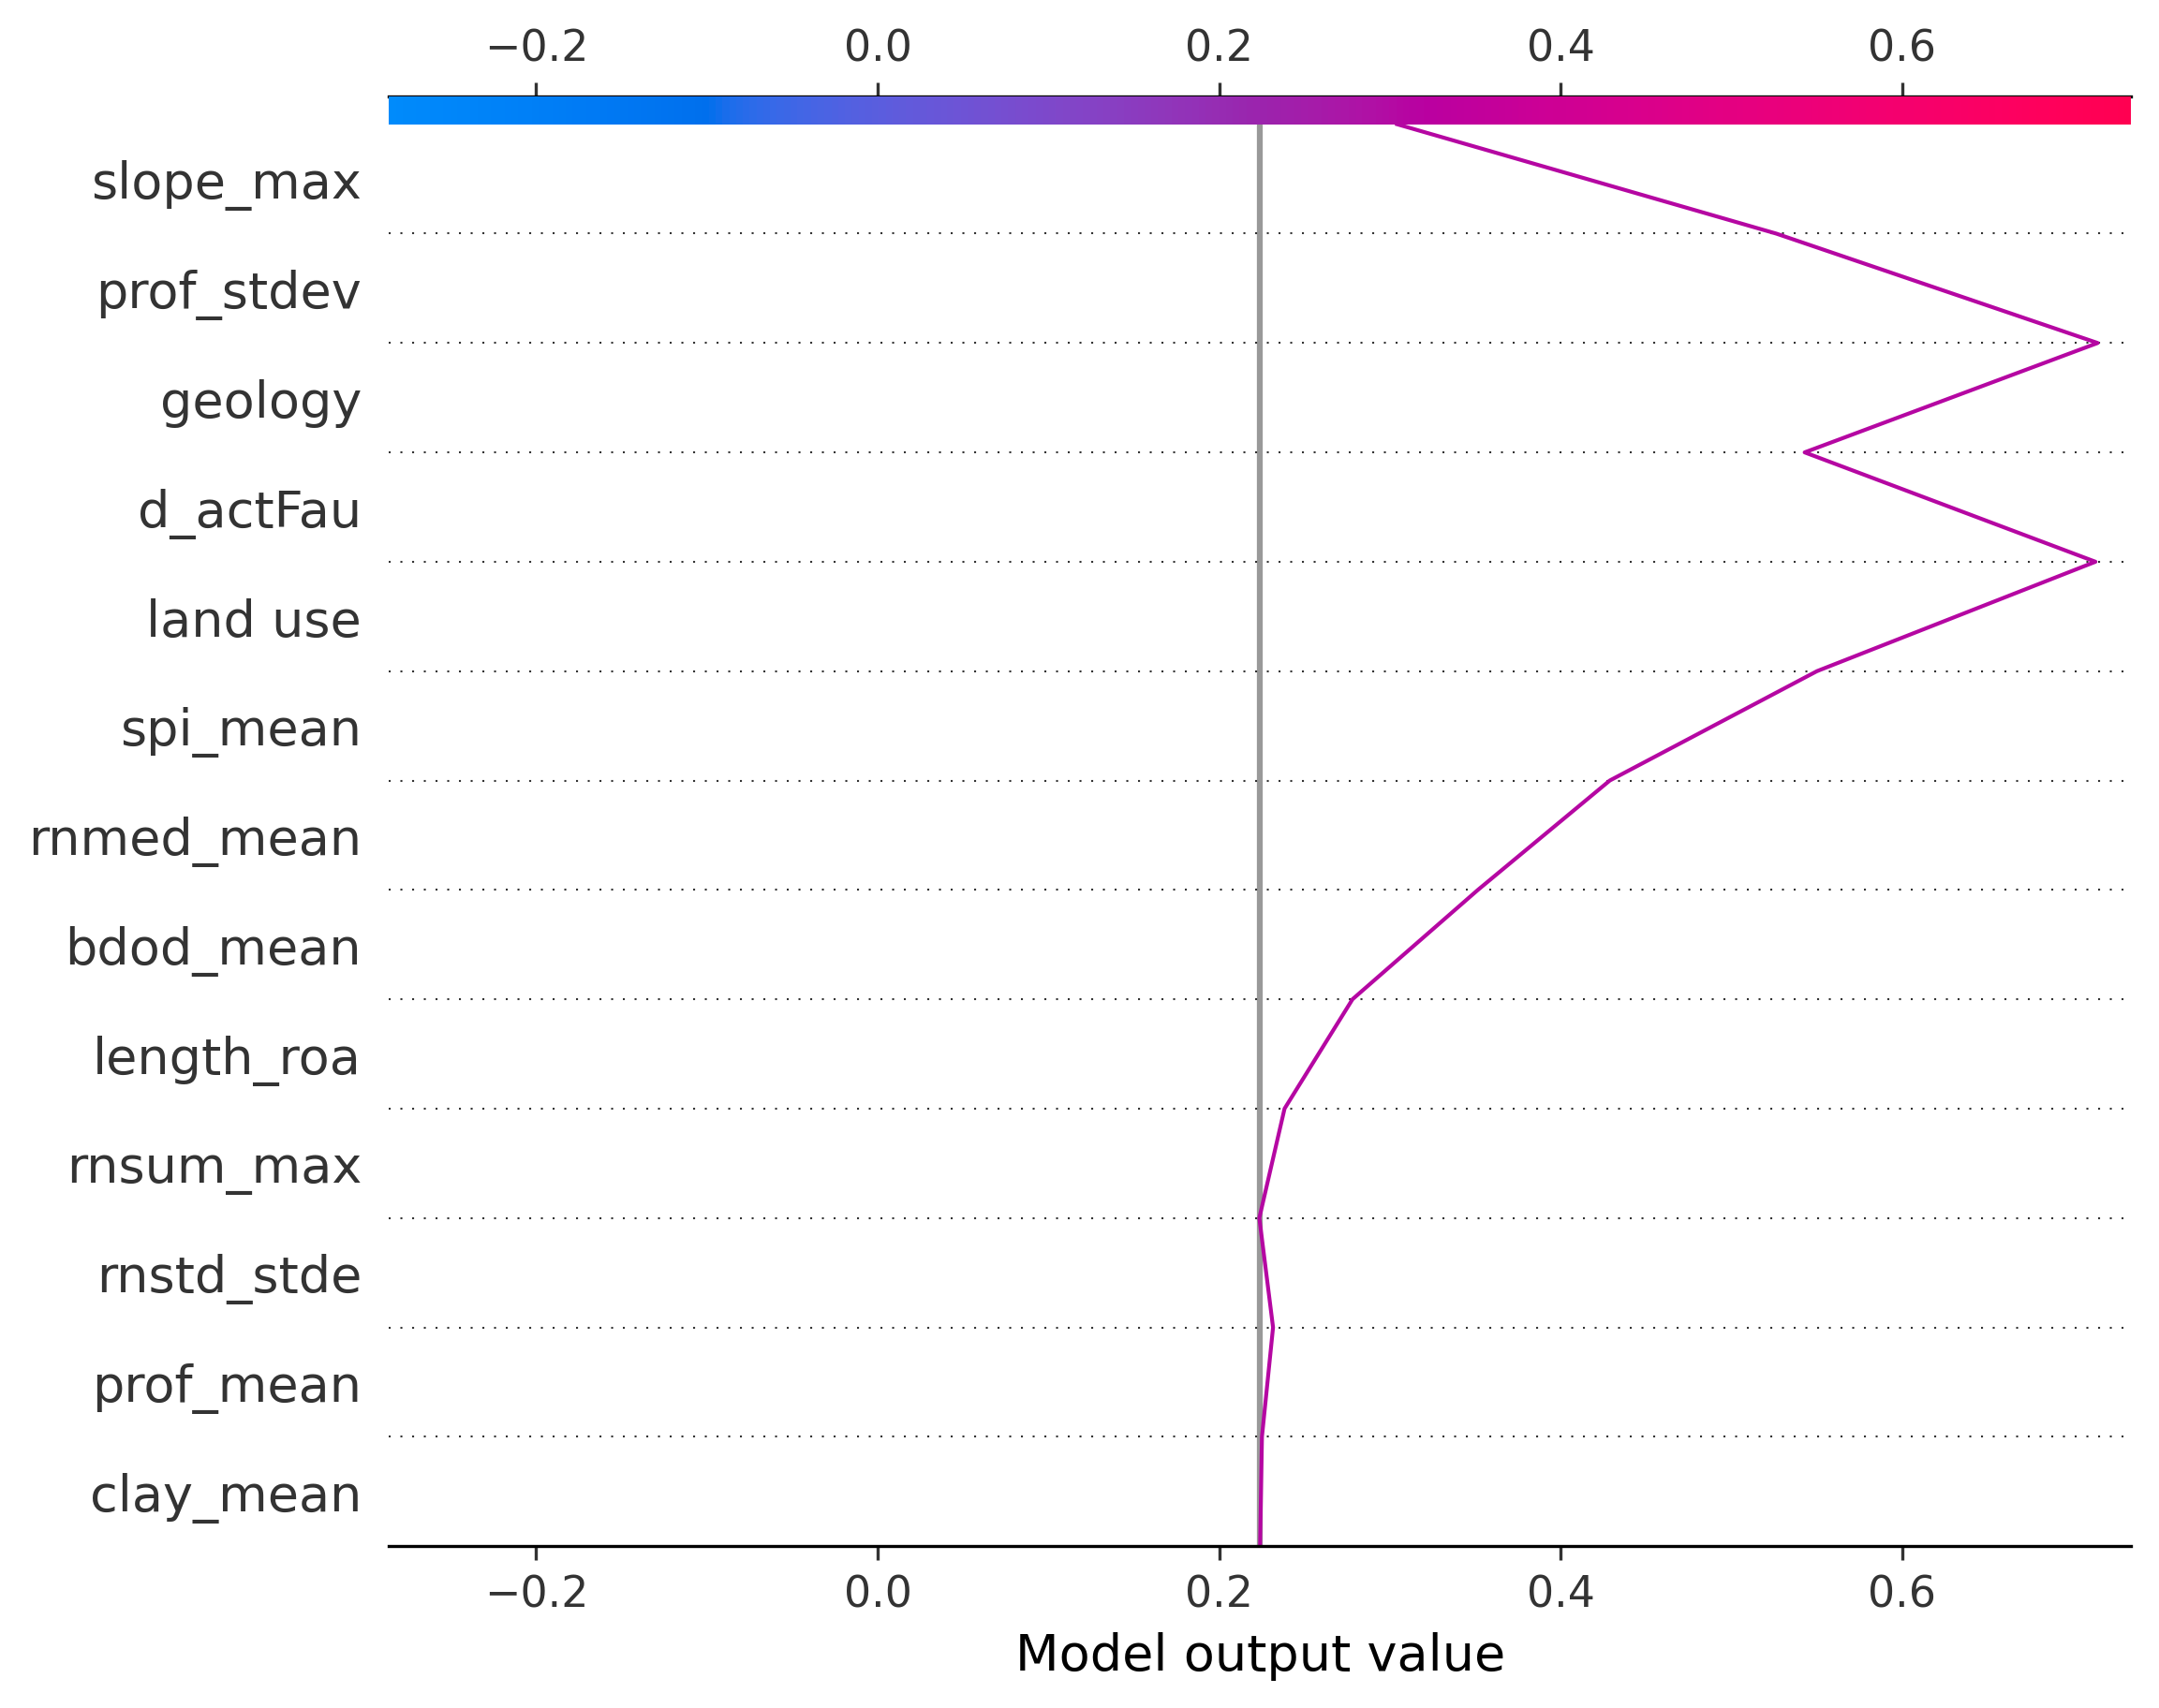 −0.2 0.0 0.2 0.4 0.6
slope_max
prof_stdev
geology
d_actFau
land use
spi_mean
rnmed_mean
bdod_mean
length_roa
rnsum_max
rnstd_stde
prof_mean
clay_mean
−0.2 0.0 0.2 0.4 0.6
Model output value